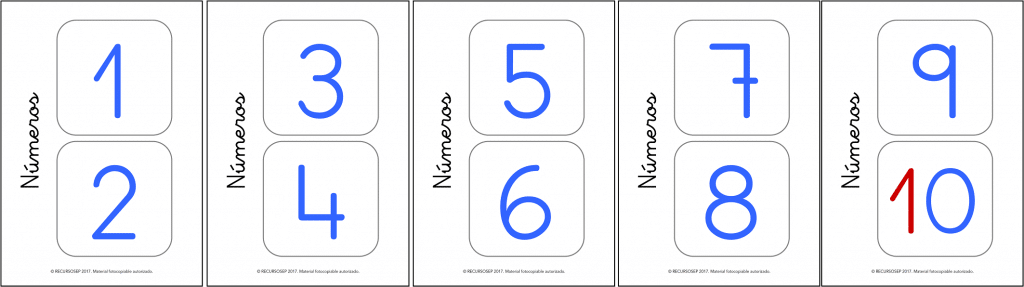 Números
1
2
© RECURSOSEP 2017. Material fotocopiable autorizado.
Números
3
4
© RECURSOSEP 2017. Material fotocopiable autorizado.
Números
5
6
© RECURSOSEP 2017. Material fotocopiable autorizado.
Números
7
8
© RECURSOSEP 2017. Material fotocopiable autorizado.
Números
9
10
© RECURSOSEP 2017. Material fotocopiable autorizado.